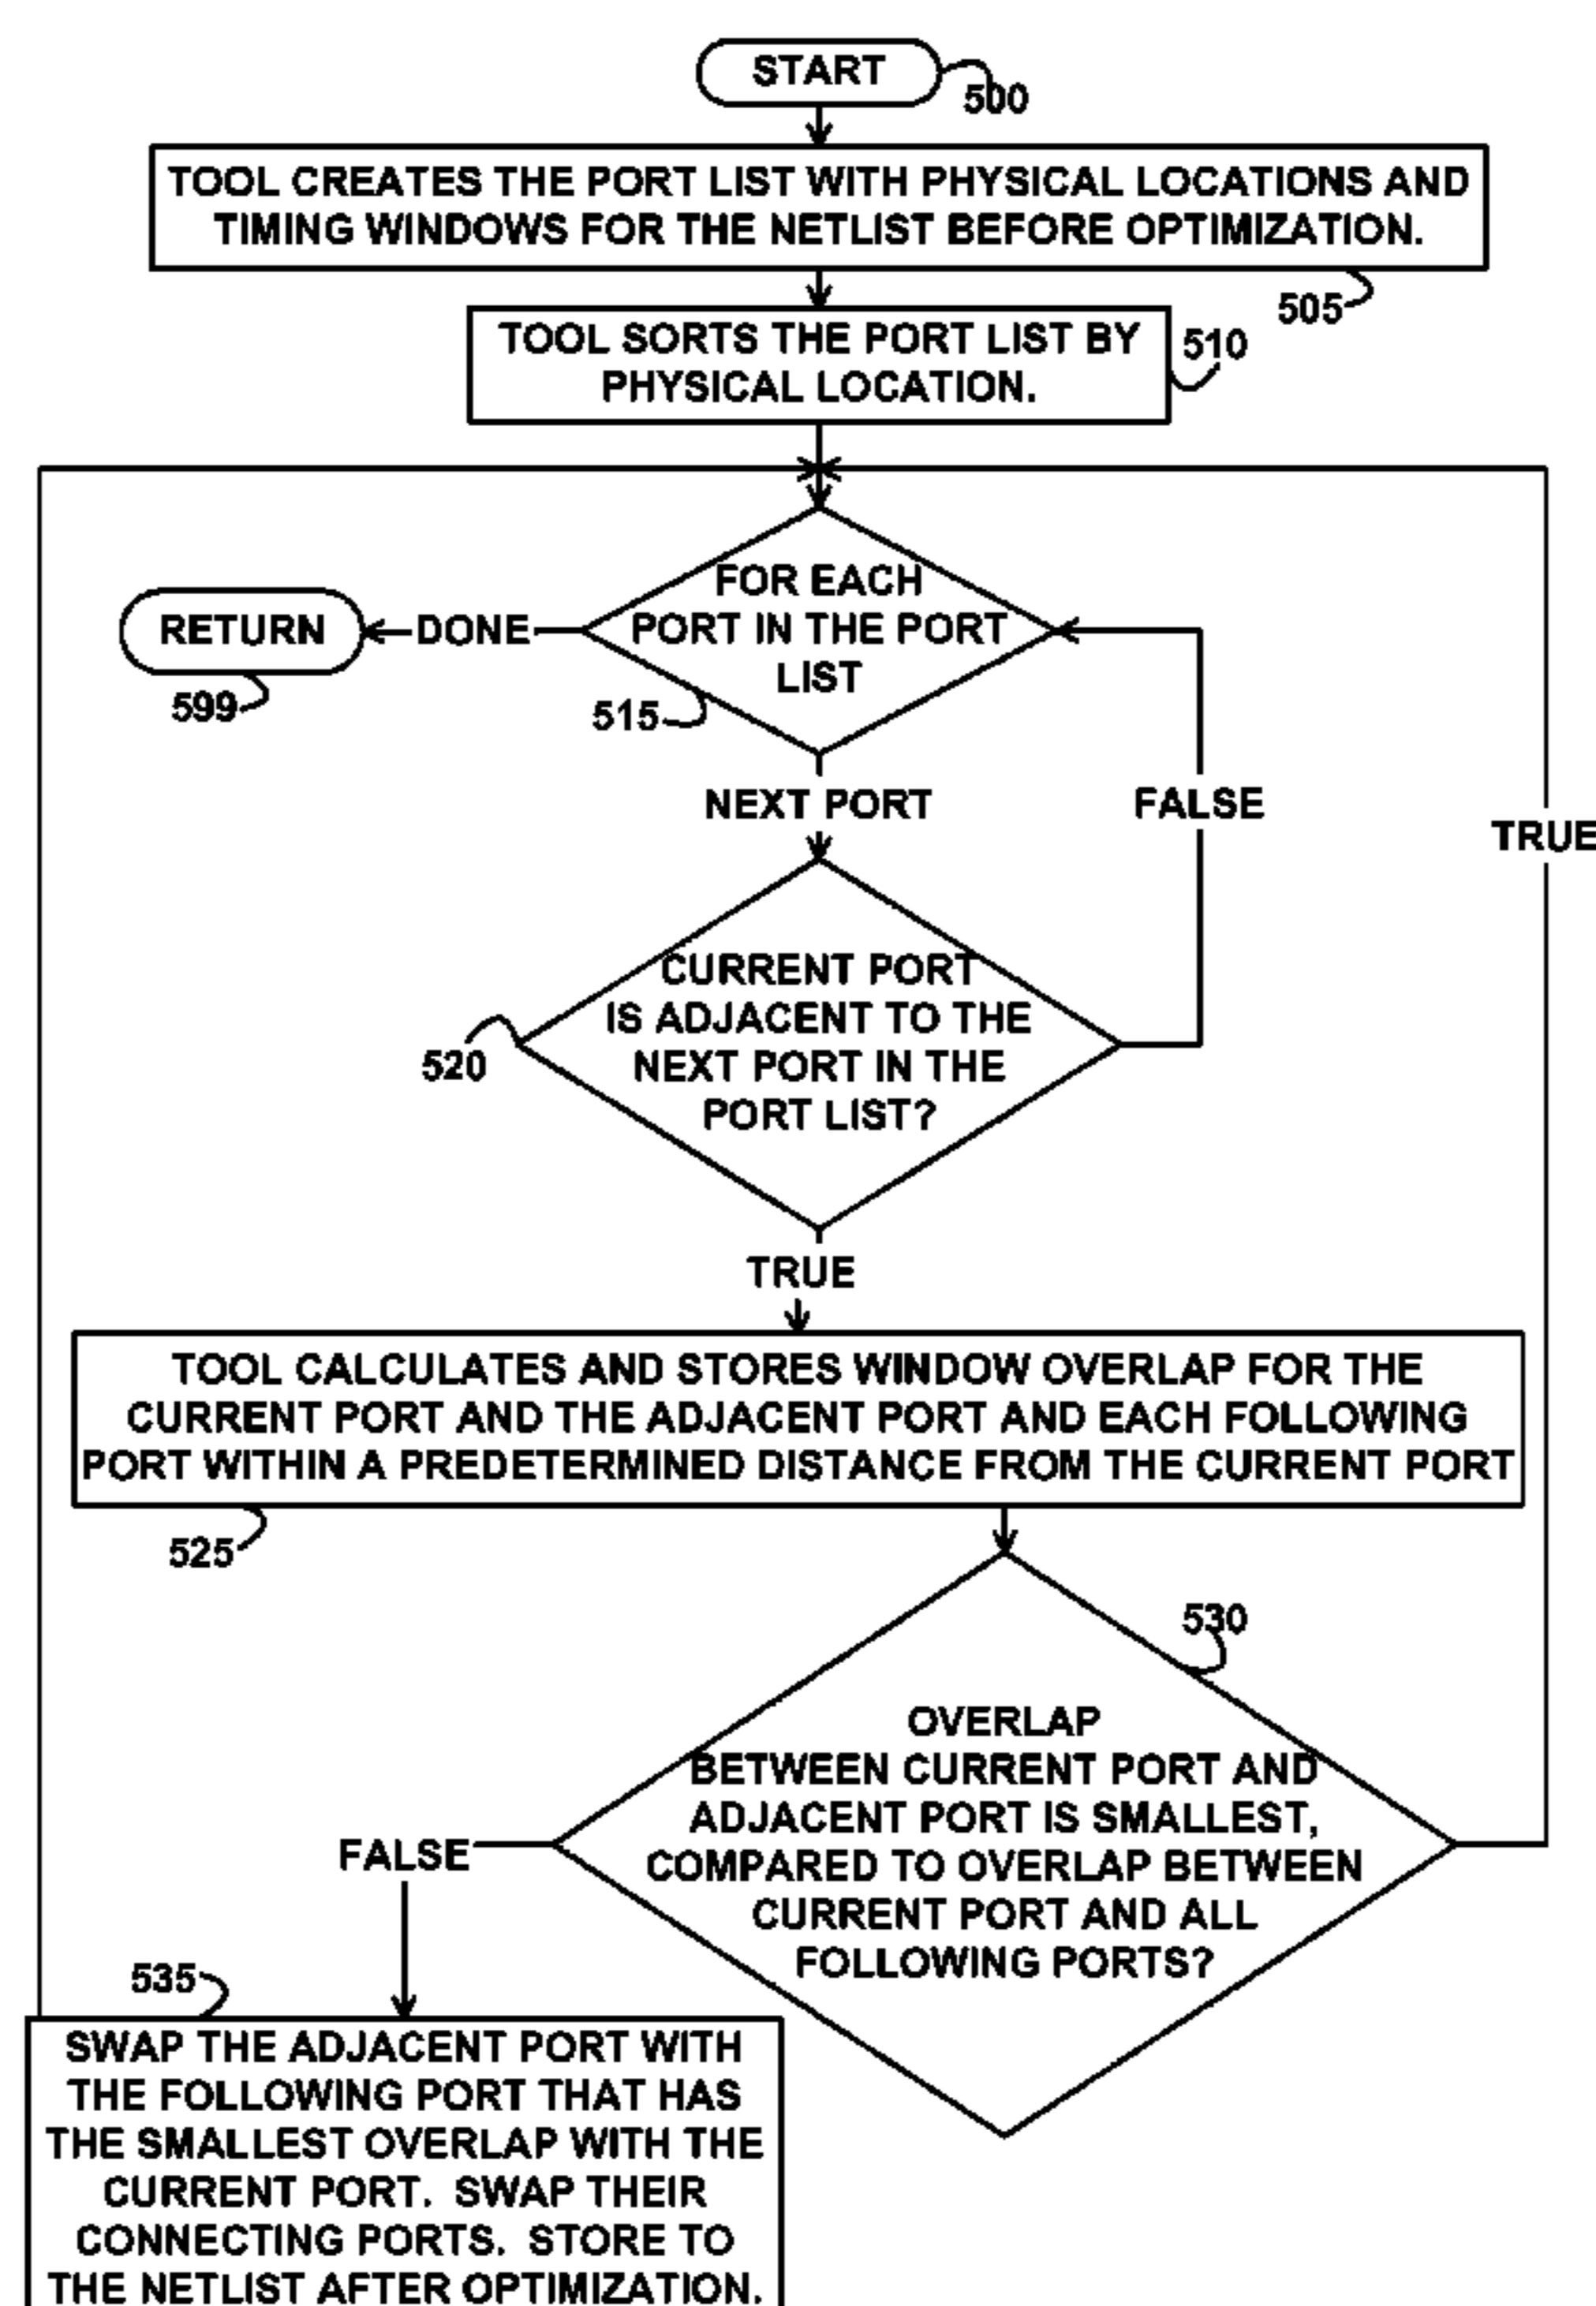 START
500
TOOL CREATES THE PORT LIST WITH PHYSICAL LOCATIONS AND
TIMING WINDOWS FOR THE NETLIST BEFORE OPTIMIZATION.
505
TOOL SORTS THE PORT LIST BY
PHYSICAL LOCATION.
510
FOR EACH
PORT IN THE PORT
LIST
515
DONE
RETURN
599
NEXT PORT
FALSE
TRUE
CURRENT PORT
IS ADJACENT TO THE
NEXT PORT IN THE
PORT LIST?
520
TRUE
TOOL CALCULATES AND STORES WINDOW OVERLAP FOR THE
CURRENT PORT AND THE ADJACENT PORT AND EACH FOLLOWING
PORT WITHIN A PREDETERMINED DISTANCE FROM THE CURRENT PORT
525
530
OVERLAP
BETWEEN CURRENT PORT AND
ADJACENT PORT IS SMALLEST,
COMPARED TO OVERLAP BETWEEN
CURRENT PORT AND ALL
FOLLOWING PORTS?
FALSE
535
SWAP THE ADJACENT PORT WITH
THE FOLLOWING PORT THAT HAS
THE SMALLEST OVERLAP WITH THE
CURRENT PORT. SWAP THEIR
CONNECTING PORTS. STORE TO
THE NETLIST AFTER OPTIMIZATION.